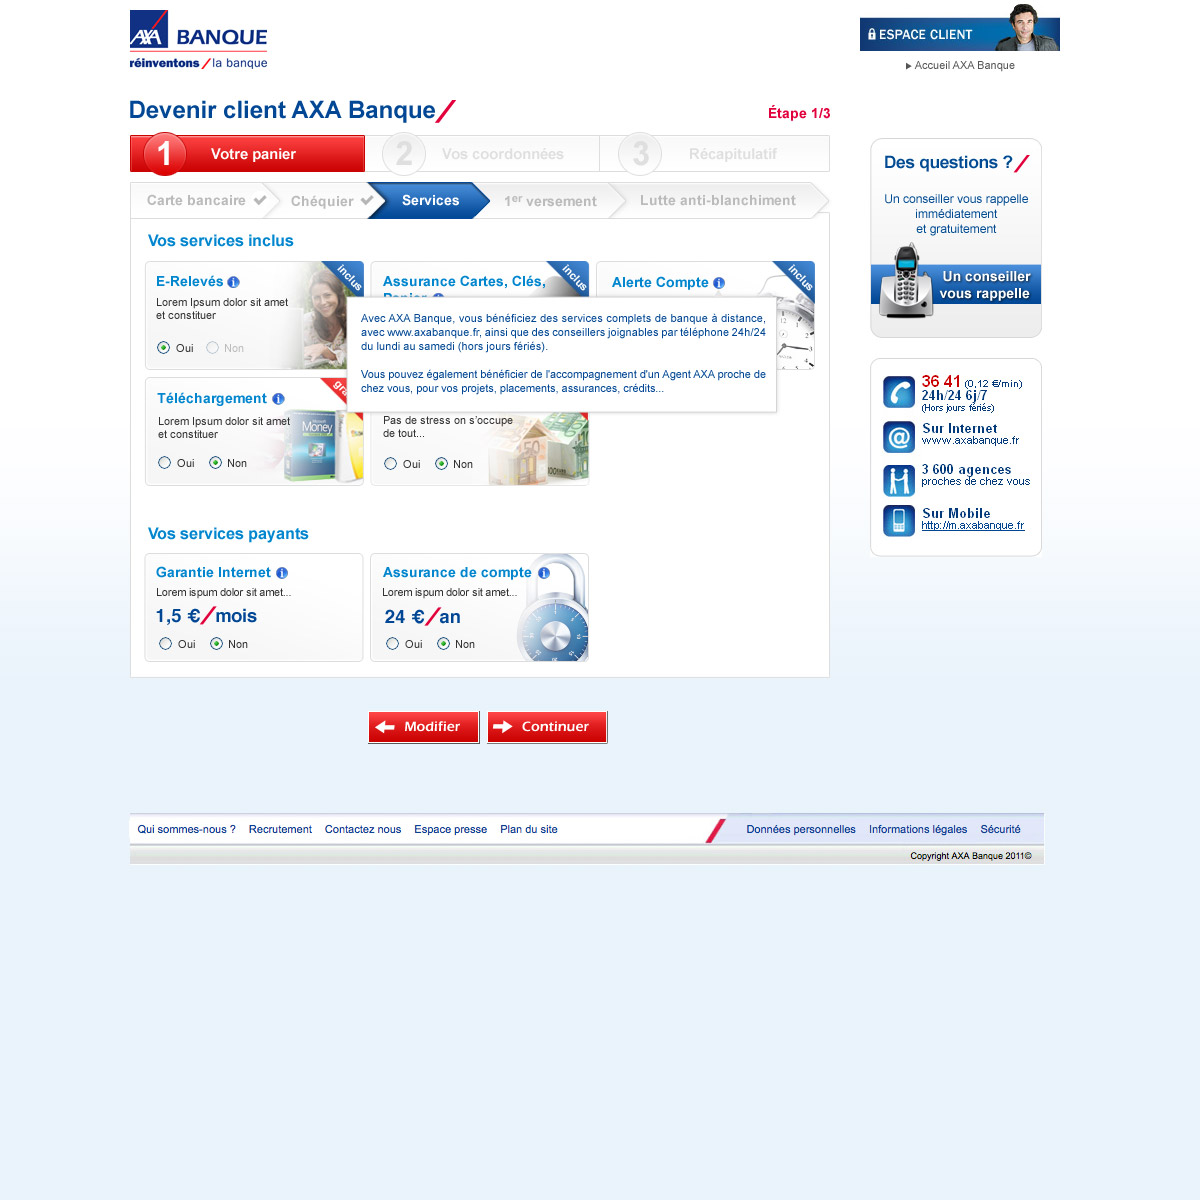 AXA BANQUE
réinventons / la banque
ESPACE CLIENT
Accueil AXA Banque
Devenir client AXA Banque
Étape 1/3
1 Votre panier
2 Vos coordonnées
3 Récapitulatif
Carte bancaire
Chéquier
Services
1er versement
Lutte anti-blanchiment
Vos services inclus
E-Relevés
inclus
Lorem Ipsum dolor sit amet
et constituer
Oui Non
Assurance Cartes, Clés,
inclus
Alerte Compte
inclus
Avec AXA Banque, vous bénéficiez des services complets de banque à distance,
avec www.axabanque.fr, ainsi que des conseillers joignables par téléphone 24h/24
du lundi au samedi (hors jours fériés).
Vous pouvez également bénéficier de l'accompagnement d'un Agent AXA proche de
chez vous, pour vos projets, placements, assurances, crédits...
Téléchargement
Lorem Ipsum dolor sit amet
et constituer
Money
Oui Non
Pas de stress on s'occupe
de tout...
Oui Non
Vos services payants
Garantie Internet
Lorem ispum dolor sit amet...
1,5 €/mois
Oui Non
Assurance de compte
Lorem ispum dolor sit amet...
24 €/an
Oui Non
Modifier
Continuer
Des questions ?
Un conseiller vous rappelle
immédiatement
et gratuitement
Un conseiller
vous rappelle
36 41 (0,12 €/min)
24h/24 6j/7
(Hors jours fériés)
Sur Internet
www.axabanque.fr
3 600 agences
proches de chez vous
Sur Mobile
http://m.axabanque.fr
Qui sommes-nous ? Recrutement Contactez nous Espace presse Plan du site
Données personnelles Informations légales Sécurité
Copyright AXA Banque 2011©